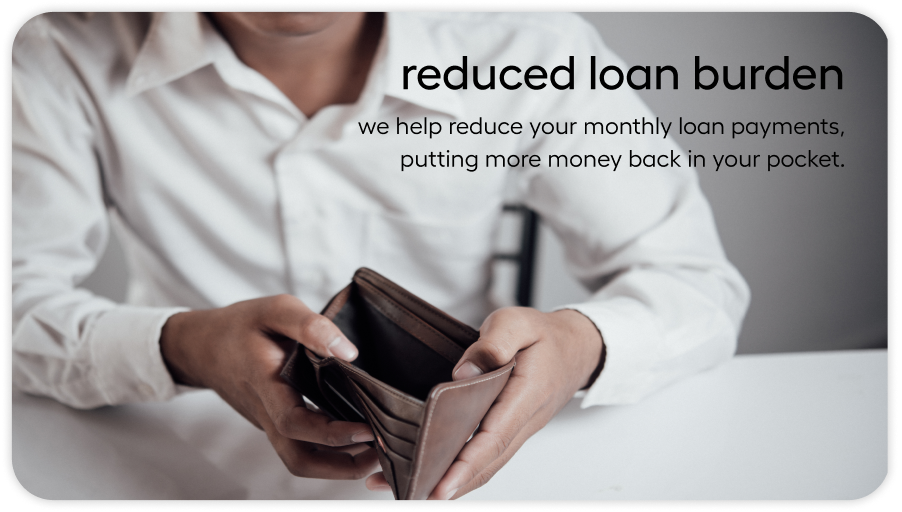 reduced loan burden
we help reduce your monthly loan payments,
putting more money back in your pocket.